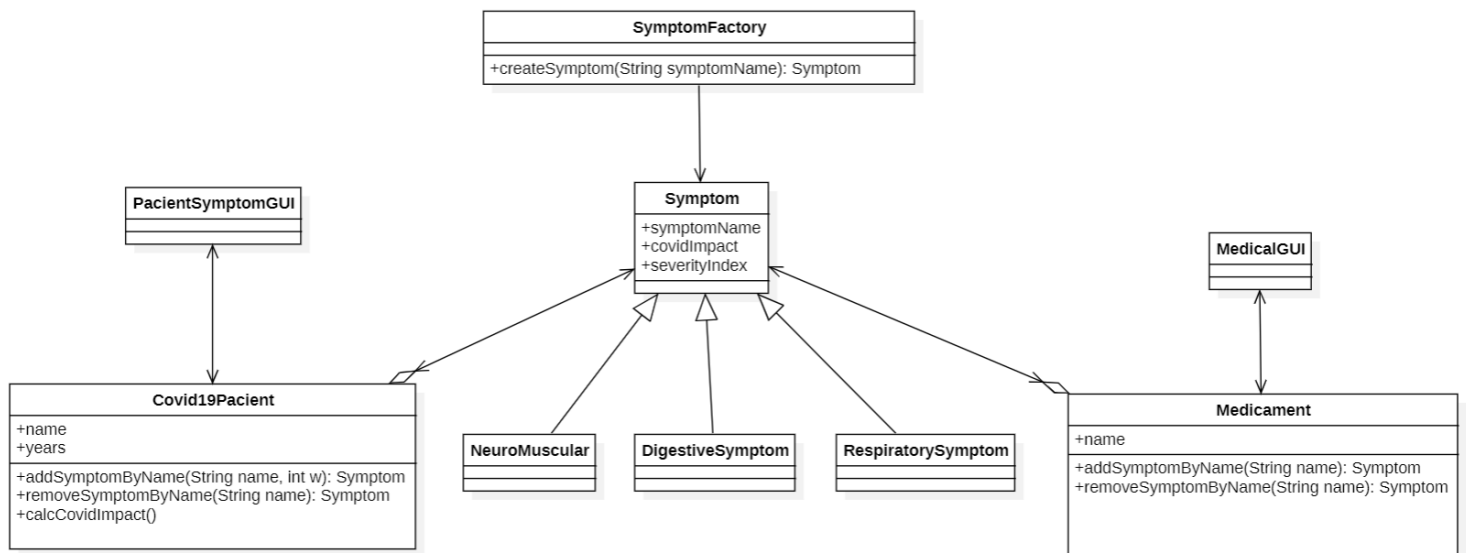 SymptomFactory
+createSymptom(String symptomName): Symptom
PacientSymptomGUI
Symptom
+symptomName
+covidImpact
+severityIndex
MedicalGUI
Covid19Pacient
+name
+years
+addSymptomByName(String name, int w): Symptom
+removeSymptomByName(String name): Symptom
+calcCovidImpact()
NeuroMuscular
DigestiveSymptom
RespiratorySymptom
Medicament
+name
+addSymptomByName(String name): Symptom
+removeSymptomByName(String name): Symptom